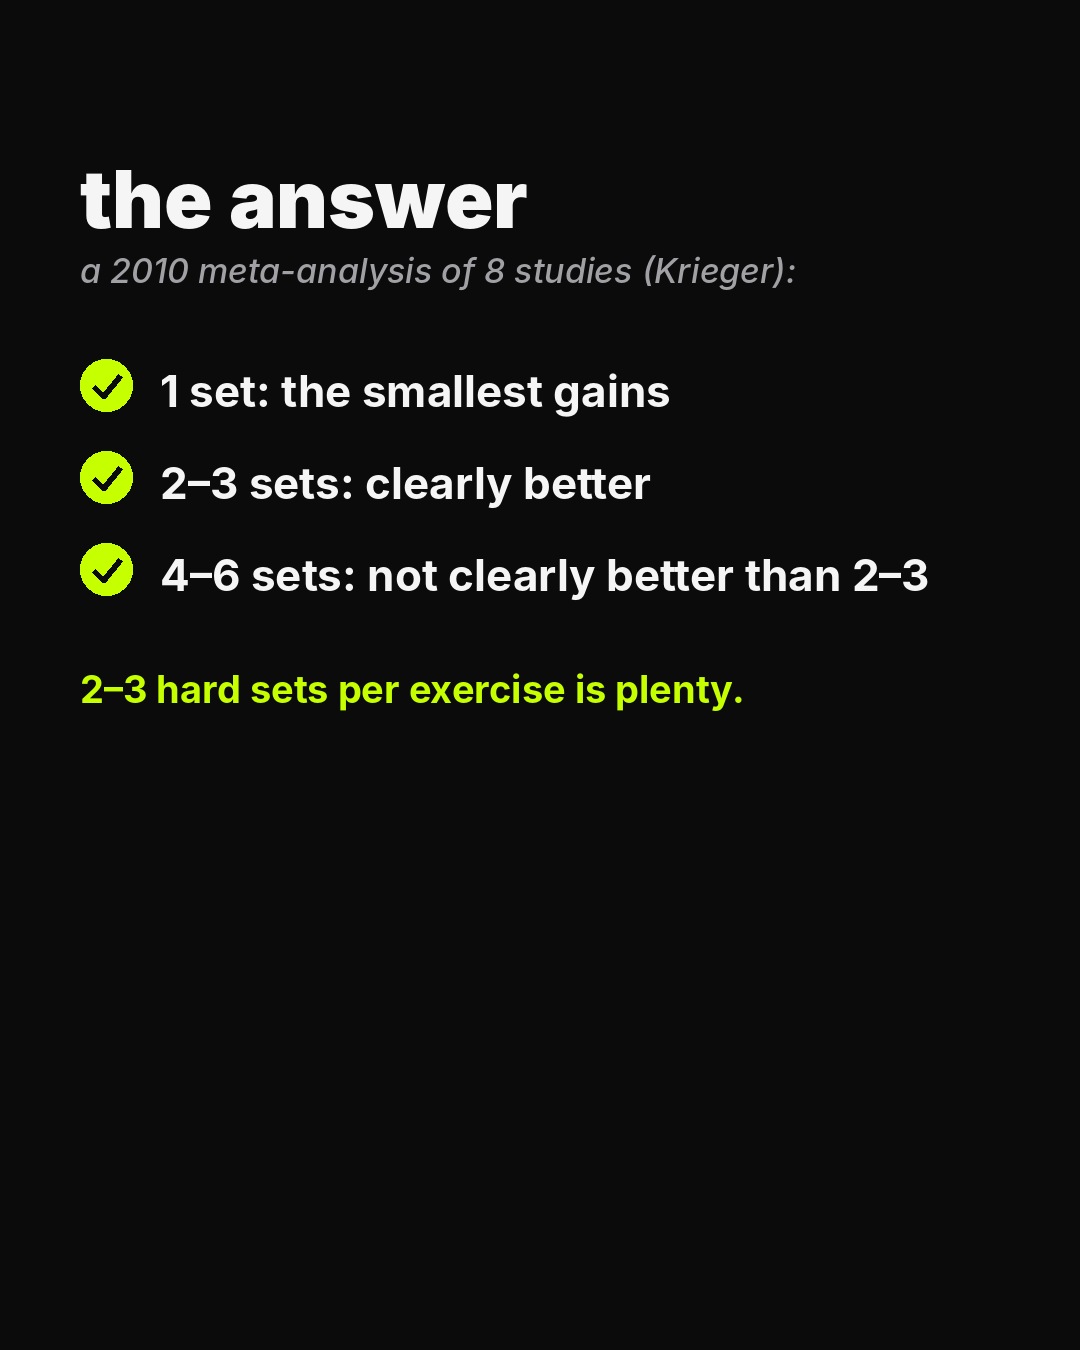 the answer
a 2010 meta-analysis of 8 studies (Krieger):
1 set: the smallest gains
2–3 sets: clearly better
4–6 sets: not clearly better than 2–3
2–3 hard sets per exercise is plenty.